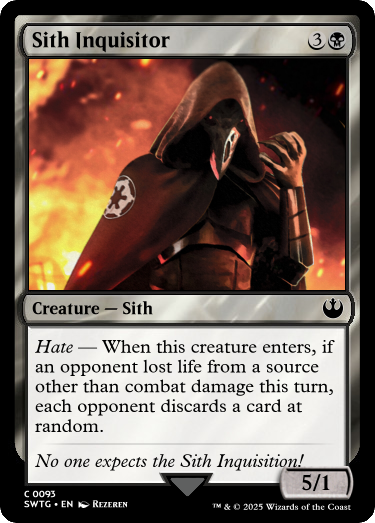 Sith Inquisitor 3
Creature — Sith
Hate — When this creature enters, if
an opponent lost life from a source
other than combat damage this turn,
each opponent discards a card at
random.
No one expects the Sith Inquisition!
5/1
C 0093
SWTG • EN Rezeren
™ & © 2025 Wizards of the Coast